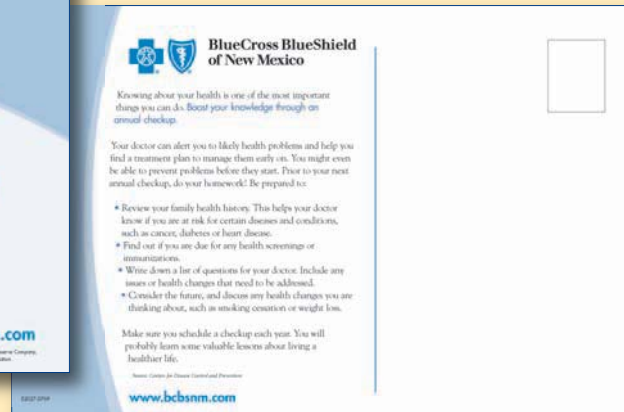 BlueCross BlueShield
of New Mexico
Knowing about your health is one of the most important
things you can do. Boost your knowledge through an
annual checkup.
Your doctor can alert you to likely health problems and help you
find a treatment plan to manage them early on. You might even
be able to prevent problems before they start. Prior to your next
annual checkup, do your homework! Be prepared to:
• Review your family health history. This helps your doctor
know if you are at risk for certain diseases and conditions,
such as cancer, diabetes or heart disease.
• Find out if you are due for any health screenings or
immunizations.
• Write down a list of questions for your doctor. Include any
issues or health changes that need to be addressed.
• Consider the future, and discuss any health changes you are
thinking about, such as smoking cessation or weight loss.
Make sure you schedule a checkup each year. You will
probably learn some valuable lessons about living a
healthier life.
Source: Centers for Disease Control and Prevention
www.bcbsnm.com
.com